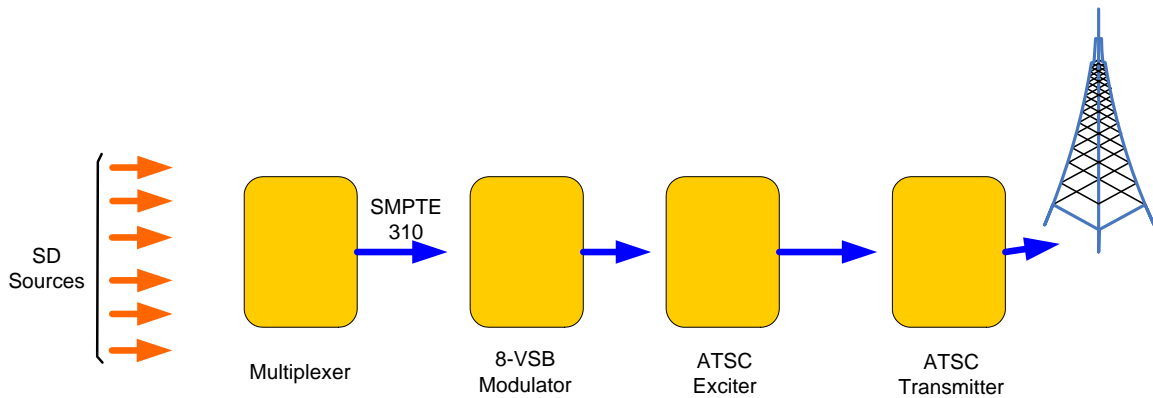 SD
Sources
Multiplexer
SMPTE
310
8-VSB
Modulator
ATSC
Exciter
ATSC
Transmitter